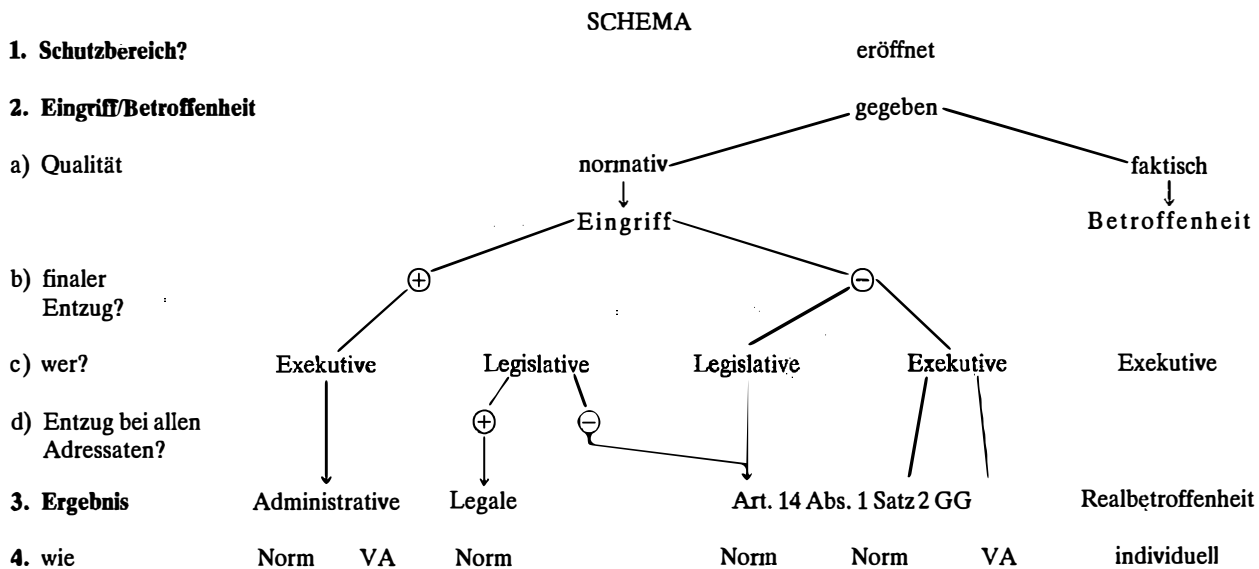 SCHEMA
1. Schutzbereich? eröffnet
2. Eingriff/Betroffenheit gegeben
a) Qualität normativ faktisch
Eingriff Betroffenheit
b) finaler + −
Entzug?
c) wer? Exekutive Legislative Legislative Exekutive Exekutive
d) Entzug bei allen + −
Adressaten?
3. Ergebnis Administrative Legale Art. 14 Abs. 1 Satz 2 GG Realbetroffenheit
4. wie Norm VA Norm Norm Norm VA individuell